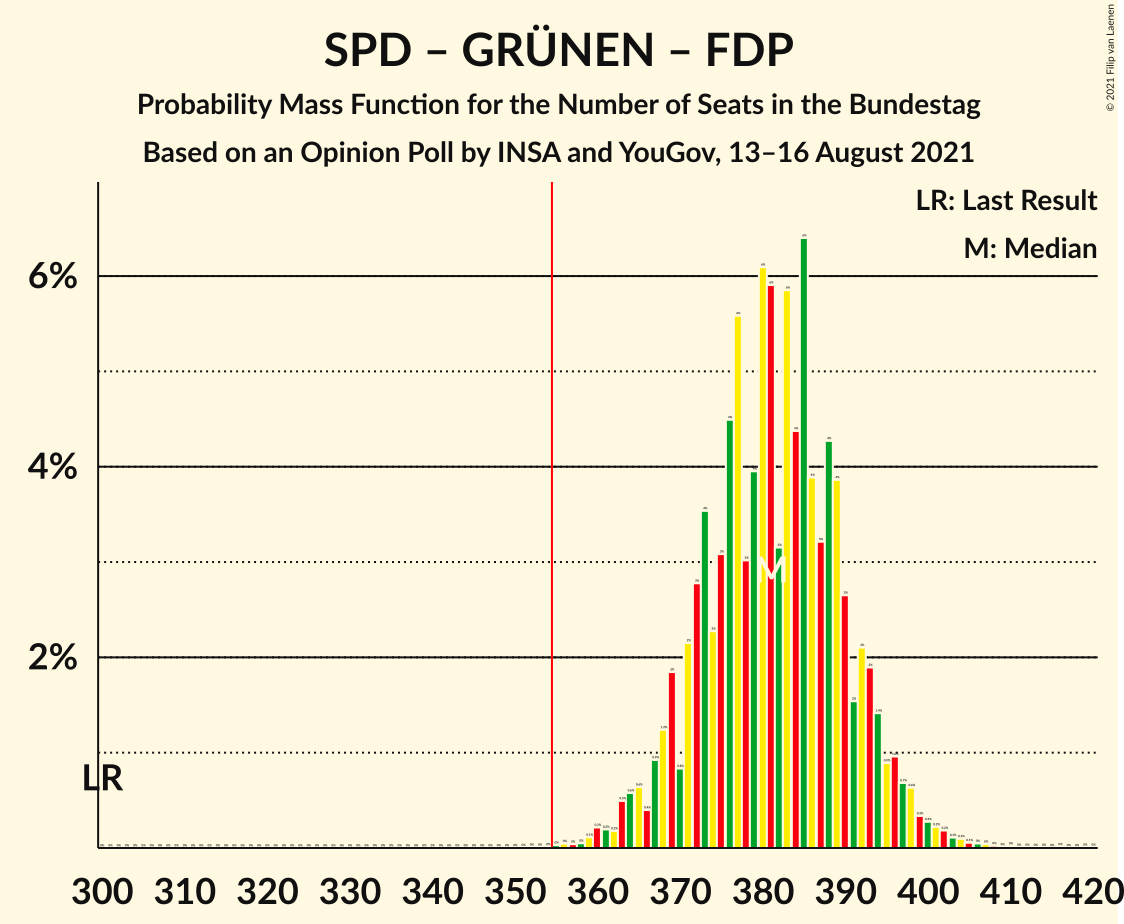 SPD – GRÜNEN – FDP
Probability Mass Function for the Number of Seats in the Bundestag
Based on an Opinion Poll by INSA and YouGov, 13–16 August 2021
© 2021 Filip van Laenen
LR: Last Result
M: Median
6%
4%
2%
M
LR
300 310 320 330 340 350 360 370 380 390 400 410 420